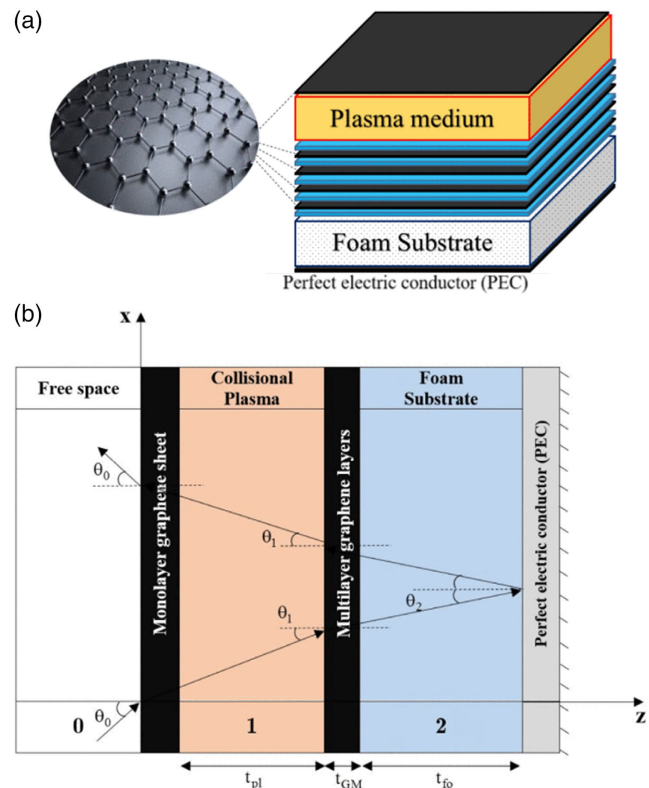 (a)
Plasma medium
Foam Substrate
Perfect electric conductor (PEC)
(b)
x
Free space
Collisional
Plasma
Foam
Substrate
Monolayer graphene sheet
Multilayer graphene layers
Perfect electric conductor (PEC)
θ0
θ1
θ1
θ2
θ0
0
1
2
z
tpl
tGM
tfo